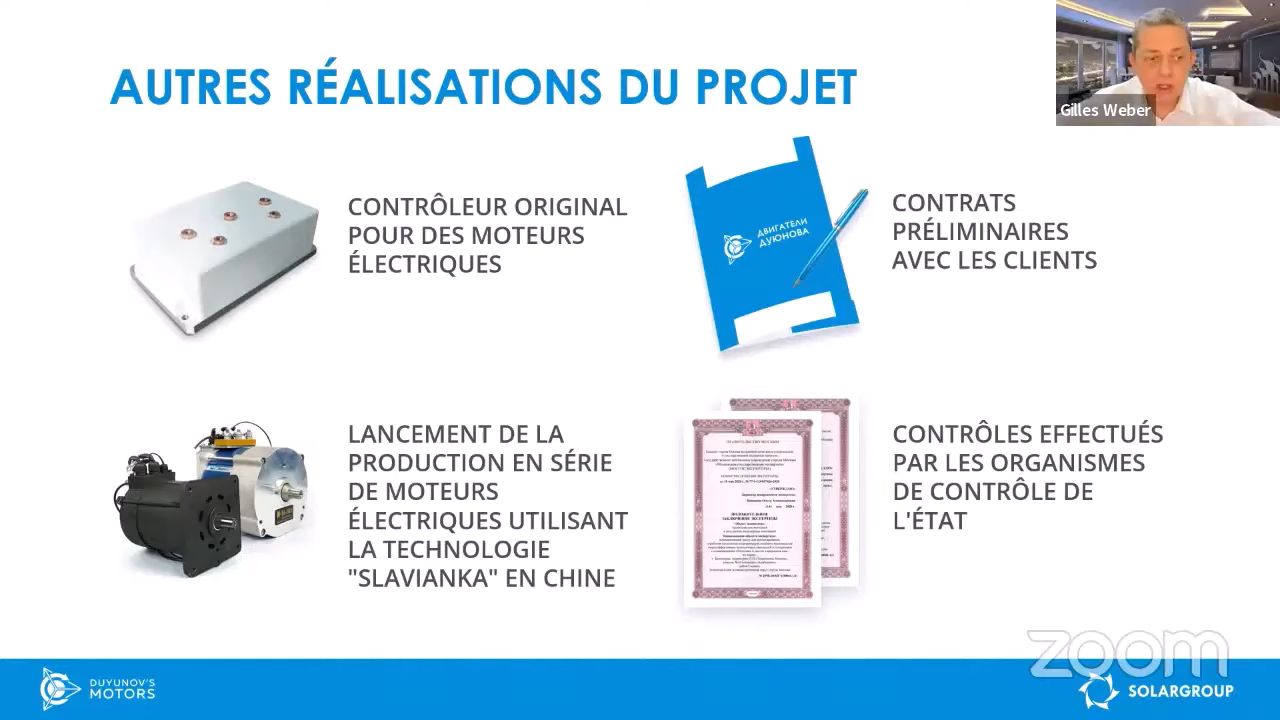 AUTRES RÉALISATIONS DU PROJET
Gilles Weber
CONTRÔLEUR ORIGINAL
POUR DES MOTEURS
ÉLECTRIQUES
ДВИГАТЕЛИ
ДУЮНОВА
CONTRATS
PRÉLIMINAIRES
AVEC LES CLIENTS
LANCEMENT DE LA
PRODUCTION EN SÉRIE
DE MOTEURS
ÉLECTRIQUES UTILISANT
LA TECHNOLOGIE
"SLAVIANKA" EN CHINE
ПРАВИТЕЛЬСТВО МОСКВЫ
CONTRÔLES EFFECTUÉS
PAR LES ORGANISMES
DE CONTRÔLE DE
L'ÉTAT
zoom
DUYUNOV'S
MOTORS
SOLARGROUP